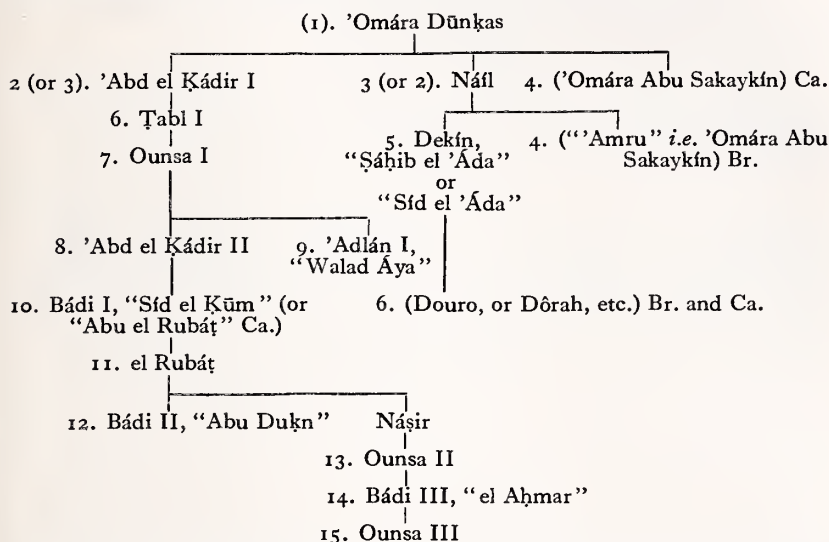 (1). ’Omára Dūnḳas
2 (or 3). ’Abd el Ḳádir I 3 (or 2). Náíl 4. (’Omára Abu Sakaykín) Ca.
6. Ṭabl I
7. Ounsa I
5. Dekín, 4. (“’Amru” i.e. ’Omára Abu
“Ṣáḥib el ’Áda” Sakaykín) Br.
or
“Síd el ’Áda”
8. ’Abd el Ḳádir II 9. ’Adlán I,
“Walad Áya”
10. Bádi I, “Síd el Ḳūm” (or 6. (Douro, or Dôrah, etc.) Br. and Ca.
“Abu el Rubáṭ” Ca.)
11. el Rubáṭ
12. Bádi II, “Abu Duḳn” Náṣir
13. Ounsa II
14. Bádi III, “el Aḥmar”
15. Ounsa III